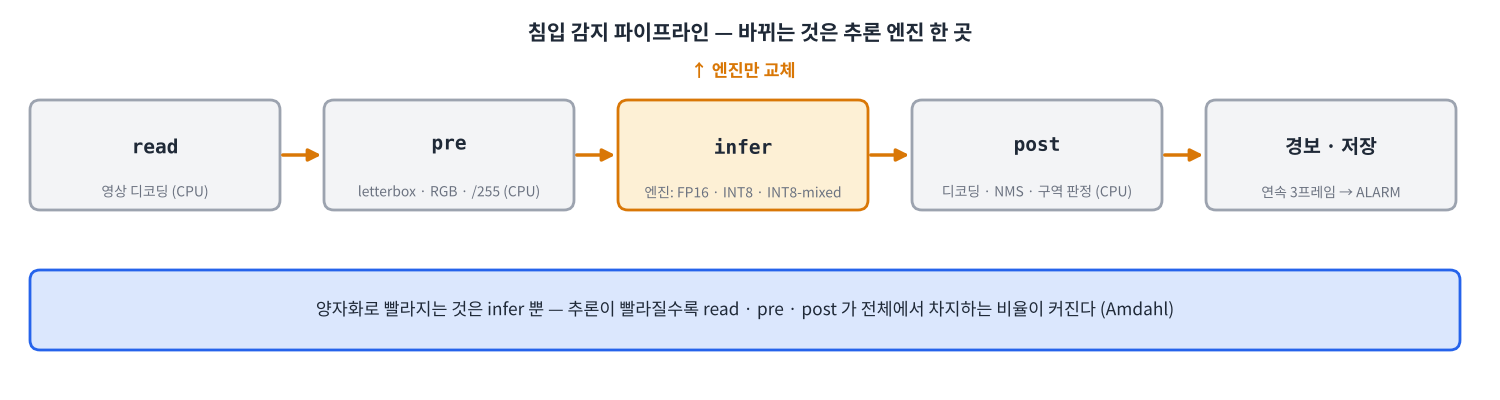 침입 감지 파이프라인 — 바뀌는 것은 추론 엔진 한 곳
↑ 엔진만 교체
read
영상 디코딩 (CPU)
pre
letterbox · RGB · /255 (CPU)
infer
엔진: FP16 · INT8 · INT8-mixed
post
디코딩 · NMS · 구역 판정 (CPU)
경보 · 저장
연속 3프레임 → ALARM
양자화로 빨라지는 것은 infer 뿐 — 추론이 빨라질수록 read · pre · post 가 전체에서 차지하는 비율이 커진다 (Amdahl)